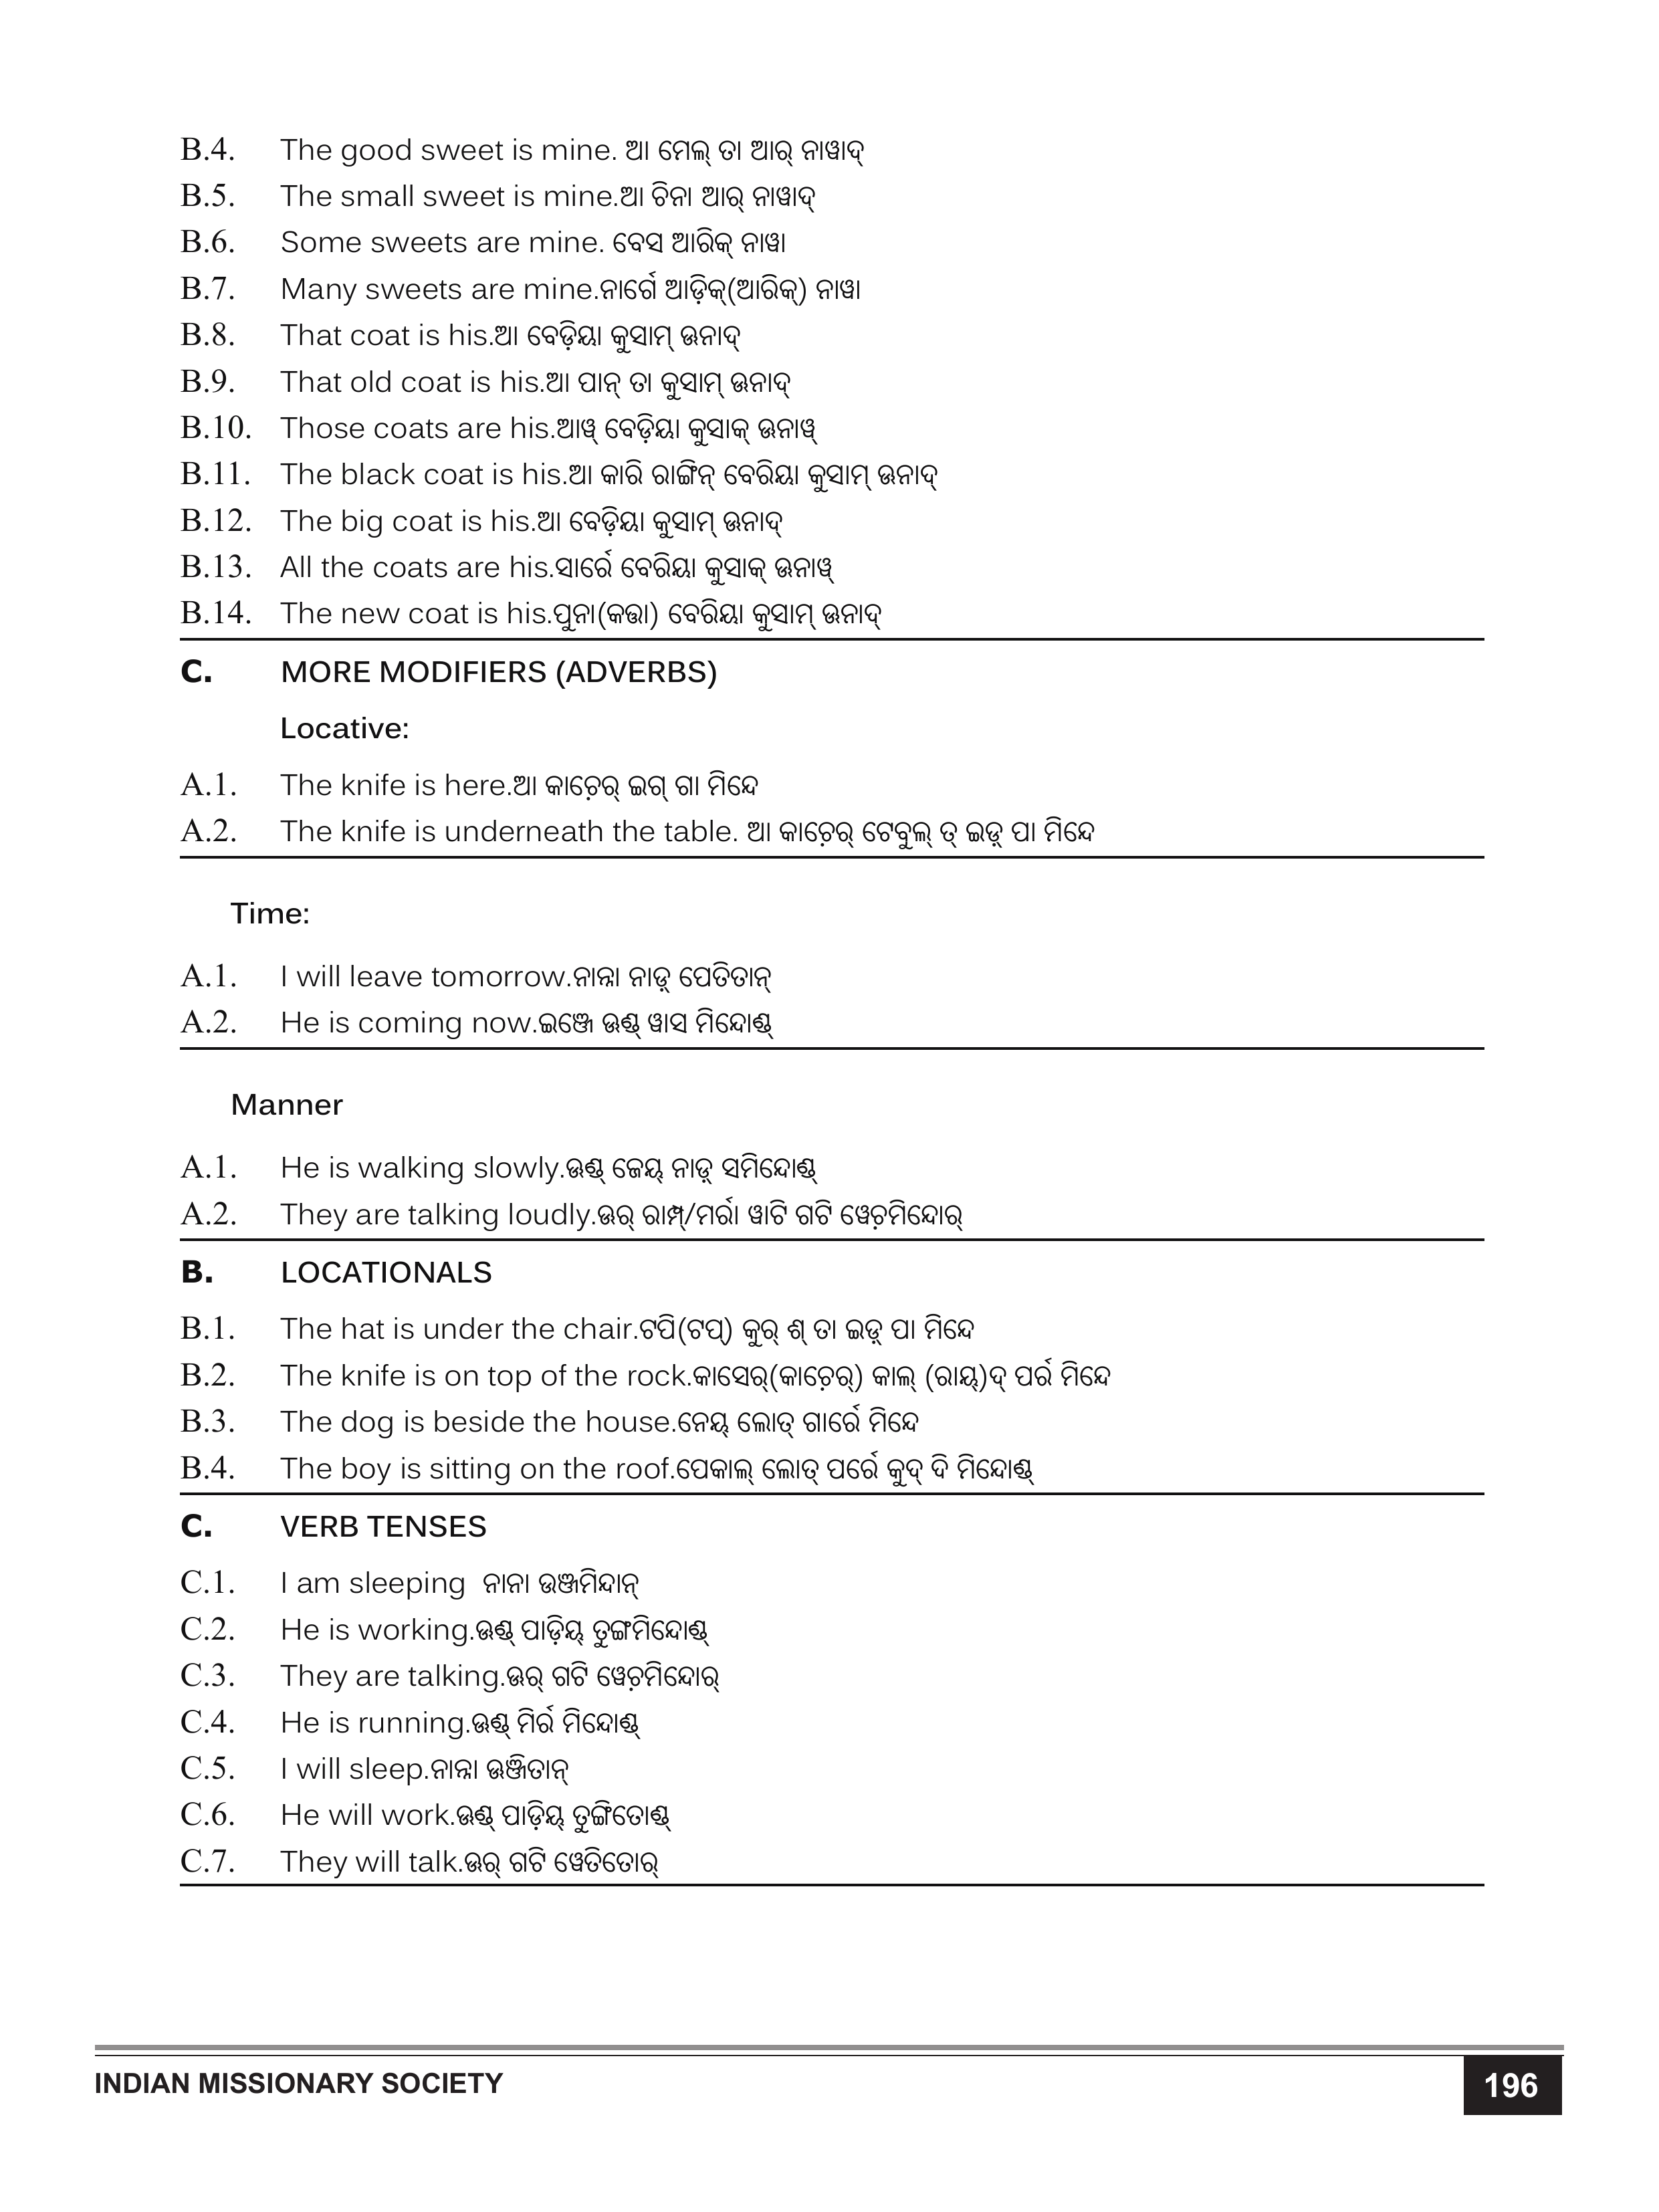 B.4. The good sweet is mine. ଆ ମେଲ୍ ତା ଆର୍ ନାୱାଦ୍
B.5. The small sweet is mine.ଆ ଚିନା ଆର୍ ନାୱାଦ୍
B.6. Some sweets are mine. ବେସ ଆରିକ୍ ନାୱା
B.7. Many sweets are mine.ନାର୍ଗେ ଆଡ଼ିକ୍(ଆରିକ୍) ନାୱା
B.8. That coat is his.ଆ ବେଡ଼ିୟା କୁସାମ୍ ଊନାଦ୍
B.9. That old coat is his.ଆ ପାନ୍ ତା କୁସାମ୍ ଊନାଦ୍
B.10. Those coats are his.ଆୱ୍ ବେଡ଼ିୟା କୁସାକ୍ ଊନାୱ୍
B.11. The black coat is his.ଆ କାରି ରାଙ୍ଗିନ୍ ବେରିୟା କୁସାମ୍ ଊନାଦ୍
B.12. The big coat is his.ଆ ବେଡ଼ିୟା କୁସାମ୍ ଊନାଦ୍
B.13. All the coats are his.ସାର୍ରେ ବେରିୟା କୁସାକ୍ ଊନାୱ୍
B.14. The new coat is his.ପୁନା(କଭା) ବେରିୟା କୁସାମ୍ ଊନାଦ୍
C. MORE MODIFIERS (ADVERBS)
Locative:
A.1. The knife is here.ଆ କାଚ଼େର୍ ଇଗ୍ ଗା ମିନ୍ଦେ
A.2. The knife is underneath the table. ଆ କାଚ଼େର୍ ଟେବୁଲ୍ ତ୍ ଇଡ଼୍ ପା ମିନ୍ଦେ
Time:
A.1. I will leave tomorrow.ନାନ୍ନା ନାଡ଼୍ ପେତିତାନ୍
A.2. He is coming now.ଇଞ୍ଜେ ଊଣ୍ଡ୍ ୱାସ ମିନ୍ଦୋଣ୍ଡ୍
Manner
A.1. He is walking slowly.ଊଣ୍ଡ୍ ଜେୟ୍ ନାଡ଼୍ ସମିନ୍ଦୋଣ୍ଡ୍
A.2. They are talking loudly.ଊର୍ ରାମ୍ପ୍/ମର୍ରା ୱାଟି ଗଟି ୱେଚ଼ମିନ୍ଦୋର୍
B. LOCATIONALS
B.1. The hat is under the chair.ଟପି(ଟପ୍) କୁର୍ ଶ୍ ତା ଇଡ଼୍ ପା ମିନ୍ଦେ
B.2. The knife is on top of the rock.କାସେର୍(କାଚ଼େର୍) କାଲ୍ (ରାୟ୍)ଦ୍ ପର୍ର ମିନ୍ଦେ
B.3. The dog is beside the house.ନେୟ୍ ଲୋତ୍ ଗାର୍ରେ ମିନ୍ଦେ
B.4. The boy is sitting on the roof.ପେକାଲ୍ ଲୋତ୍ ପର୍ରେ କୁଦ୍ ଦି ମିନ୍ଦୋଣ୍ଡ୍
C. VERB TENSES
C.1. I am sleeping ନାନା ଉଞ୍ଜମିନ୍ଦାନ୍
C.2. He is working.ଊଣ୍ଡ୍ ପାଡ଼ିୟ୍ ତୁଙ୍ଗମିନ୍ଦୋଣ୍ଡ୍
C.3. They are talking.ଊର୍ ଗଟି ୱେଚ଼ମିନ୍ଦୋର୍
C.4. He is running.ଊଣ୍ଡ୍ ମିର୍ର ମିନ୍ଦୋଣ୍ଡ୍
C.5. I will sleep.ନାନ୍ନା ଊଞ୍ଜିତାନ୍
C.6. He will work.ଊଣ୍ଡ୍ ପାଡ଼ିୟ୍ ତୁଙ୍ଗିତୋଣ୍ଡ୍
C.7. They will talk.ଊର୍ ଗଟି ୱେତିତୋର୍
INDIAN MISSIONARY SOCIETY
196